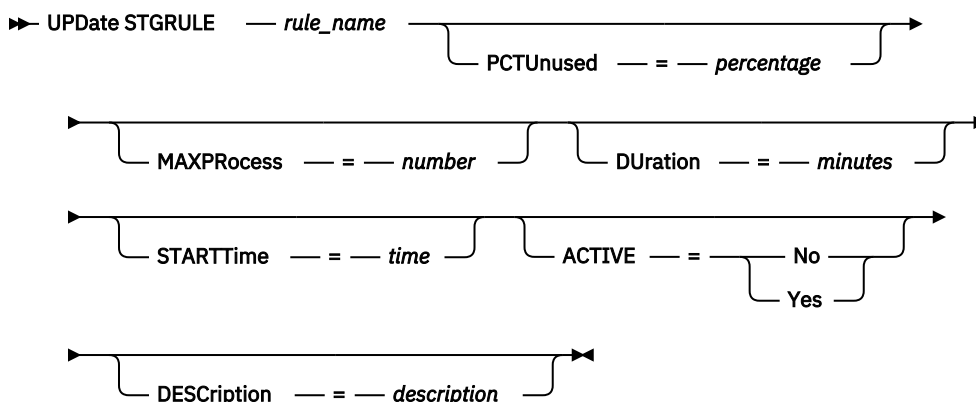 UPDate STGRULE rule_name
PCTUnused = percentage
MAXPRocess = number DUration = minutes
STARTTime = time ACTIVE = No
Yes
DESCription = description